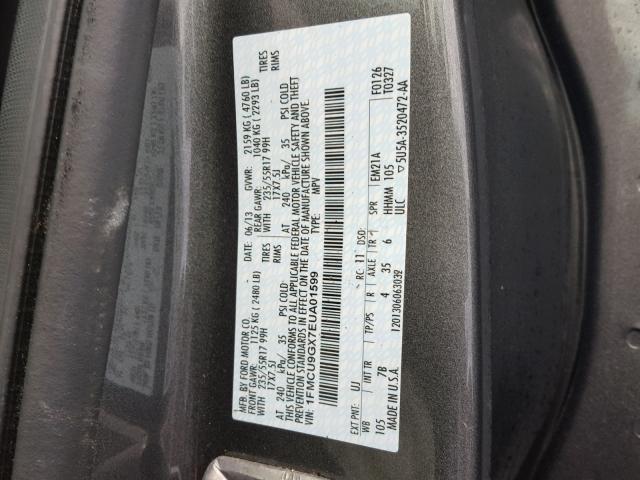 MFD. BY FORD MOTOR CO. DATE: 06/13 GVWR: 2159 KG ( 4760 LB)
FRONT GAWR: 1125 KG ( 2480 LB) REAR GAWR: 1040 KG ( 2293 LB)
WITH 235/55R17 99H TIRES WITH 235/55R17 99H TIRES
17X7.5J RIMS 17X7.5J RIMS
AT 240 kPa/ 35 PSI COLD AT 240 kPa/ 35 PSI COLD
THIS VEHICLE CONFORMS TO ALL APPLICABLE FEDERAL MOTOR VEHICLE SAFETY AND THEFT
PREVENTION STANDARDS IN EFFECT ON THE DATE OF MANUFACTURE SHOWN ABOVE.
VIN: 1FMCU9GX7EUA01599 TYPE: MPV
F0126
T0327
EXT PNT: UJ RC: 11 DSO:
WB INT TR TP/PS R AXLE TR SPR EM21A
105 7B 4 35 6 HHMM 105
MADE IN U.S.A. 12013060630392 ULC 5U5A-3520472-AA